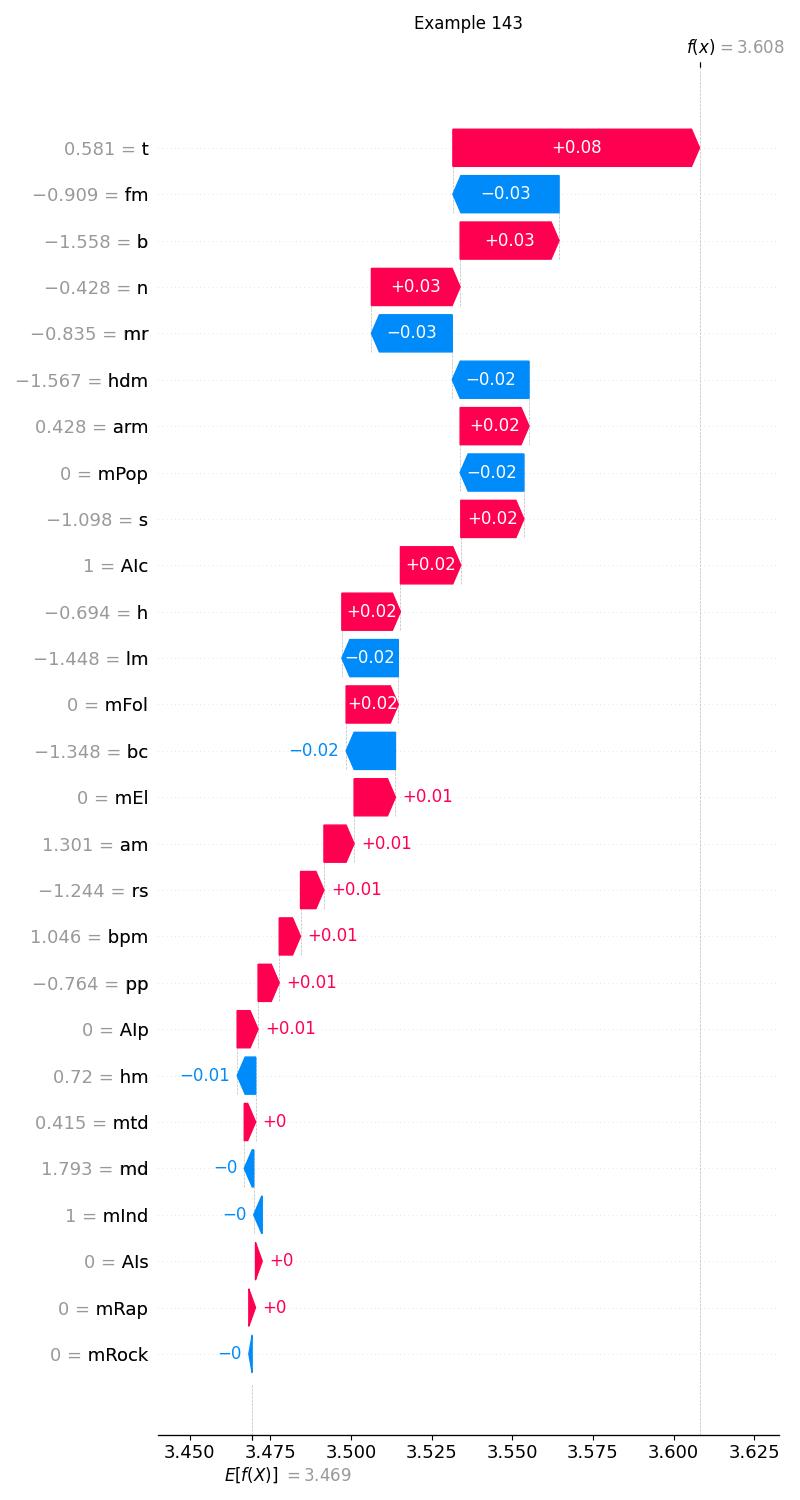 Example 143
f(x) = 3.608
0.581 = t
+0.08
−0.909 = fm
−0.03
−1.558 = b
+0.03
−0.428 = n
+0.03
−0.835 = mr
−0.03
−1.567 = hdm
−0.02
0.428 = arm
+0.02
0 = mPop
−0.02
−1.098 = s
+0.02
1 = AIc
+0.02
−0.694 = h
+0.02
−1.448 = lm
−0.02
0 = mFol
+0.02
−1.348 = bc
−0.02
0 = mEl
+0.01
1.301 = am
+0.01
−1.244 = rs
+0.01
1.046 = bpm
+0.01
−0.764 = pp
+0.01
0 = AIp
+0.01
0.72 = hm
−0.01
0.415 = mtd
+0
1.793 = md
−0
1 = mInd
−0
0 = AIs
+0
0 = mRap
+0
0 = mRock
−0
3.450 3.475 3.500 3.525 3.550 3.575 3.600 3.625
E[f(X)] = 3.469